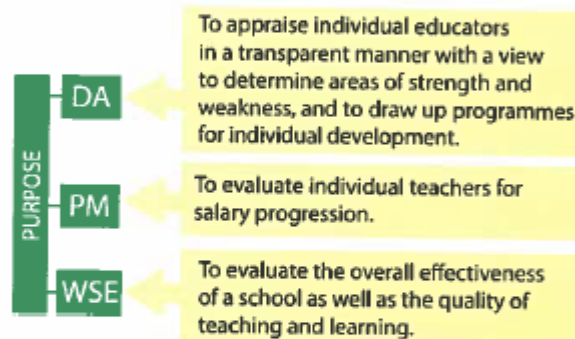 PURPOSE
DA
To appraise individual educators
in a transparent manner with a view
to determine areas of strength and
weakness, and to draw up programmes
for individual development.
PM
To evaluate individual teachers for
salary progression.
WSE
To evaluate the overall effectiveness
of a school as well as the quality of
teaching and learning.